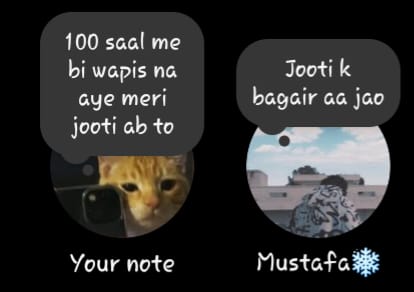 100 saal me
bi wapis na
aye meri
jooti ab to
Your note
Jooti k
bagair aa jao
Mustafa❄️